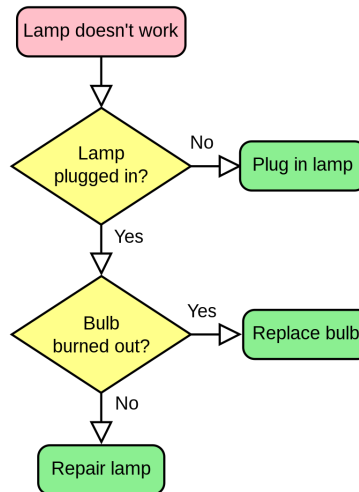 Lamp doesn't work
Lamp
plugged in?
No
Plug in lamp
Yes
Bulb
burned out?
Yes
Replace bulb
No
Repair lamp